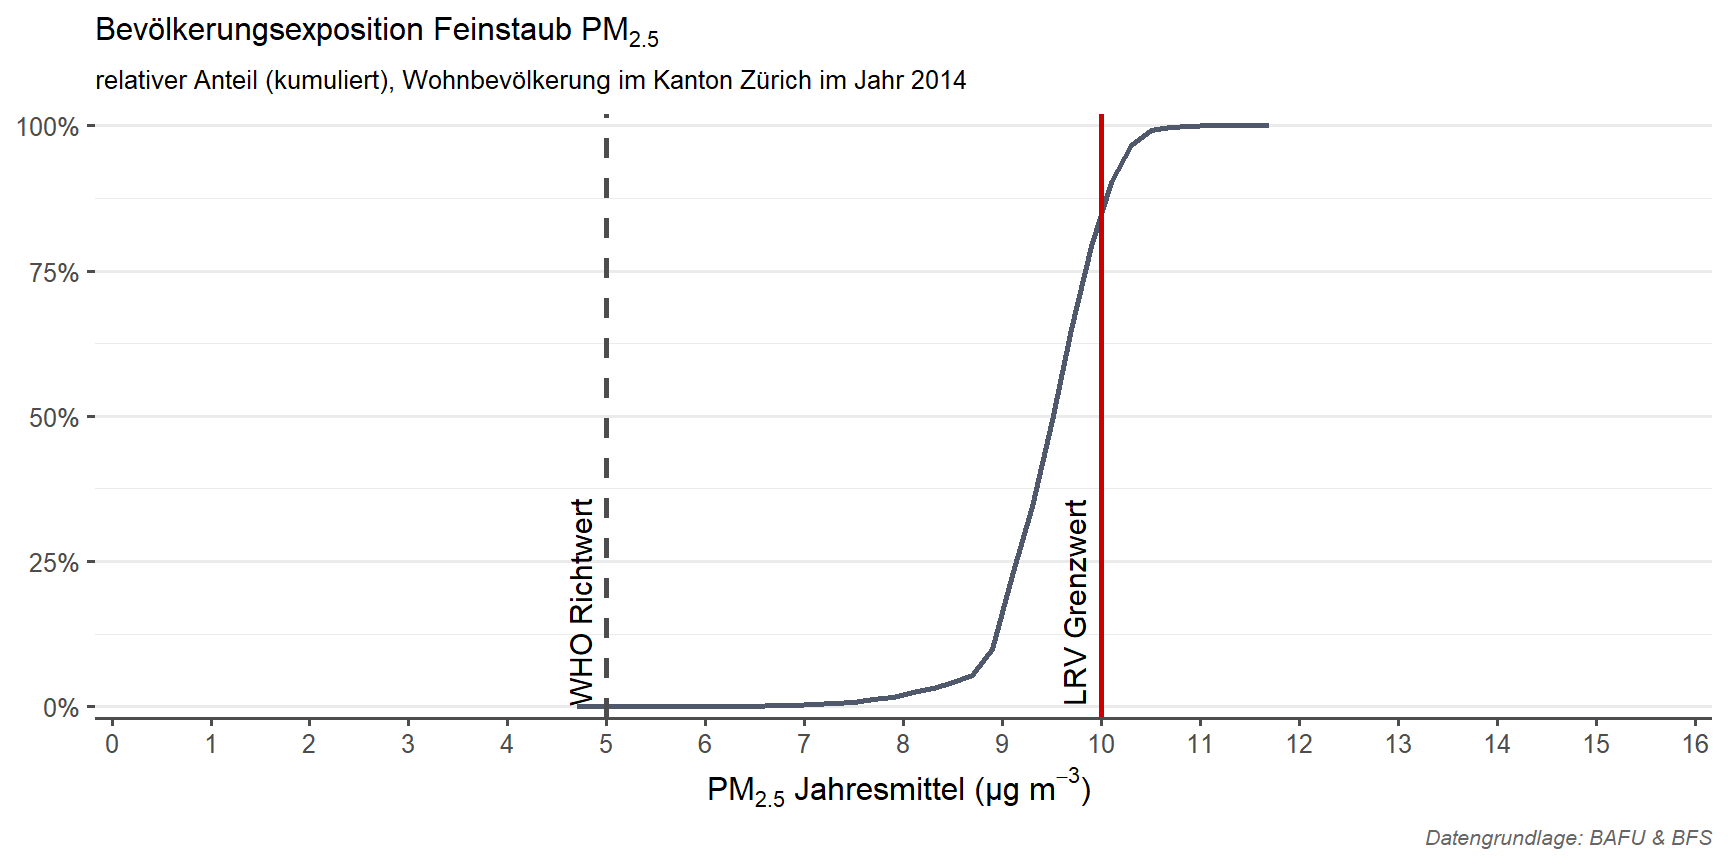 Bevölkerungsexposition Feinstaub PM2.5
relativer Anteil (kumuliert), Wohnbevölkerung im Kanton Zürich im Jahr 2014
100%
75%
50%
25%
0%
WHO Richtwert
LRV Grenzwert
0 1 2 3 4 5 6 7 8 9 10 11 12 13 14 15 16
PM2.5 Jahresmittel (µg m−3)
Datengrundlage: BAFU & BFS